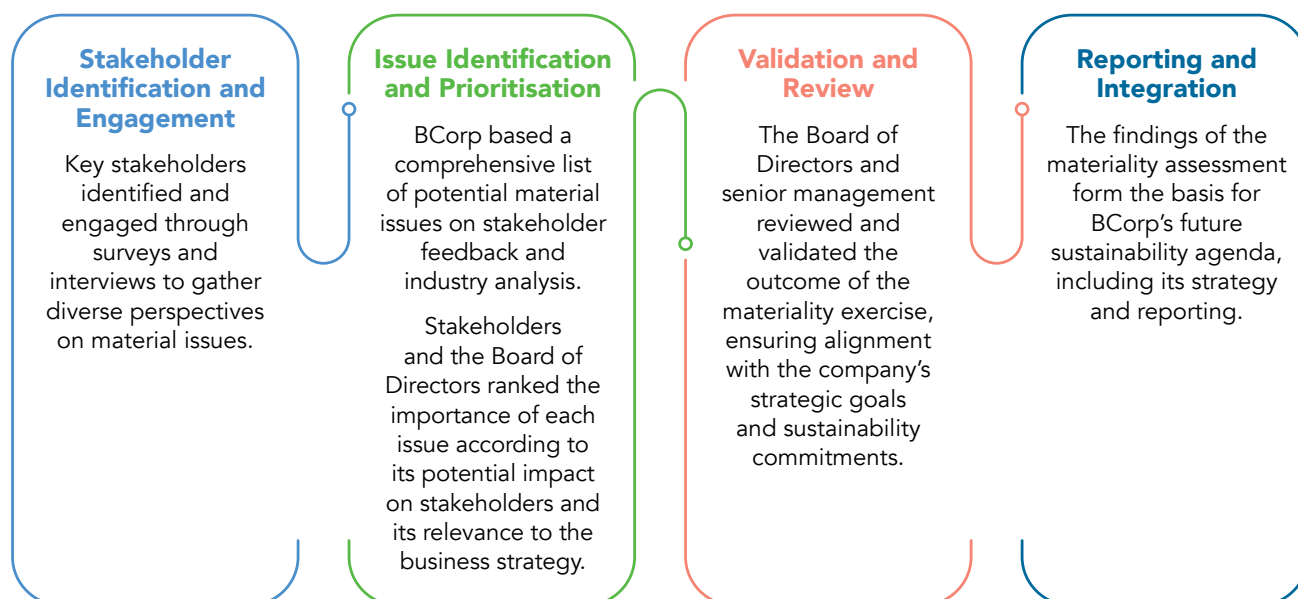 Stakeholder
Identification and
Engagement
Key stakeholders
identified and
engaged through
surveys and
interviews to gather
diverse perspectives
on material issues.
Issue Identification
and Prioritisation
BCorp based a
comprehensive list
of potential material
issues on stakeholder
feedback and
industry analysis.
Stakeholders
and the Board of
Directors ranked the
importance of each
issue according to
its potential impact
on stakeholders and
its relevance to the
business strategy.
Validation and
Review
The Board of
Directors and
senior management
reviewed and
validated the
outcome of the
materiality exercise,
ensuring alignment
with the company’s
strategic goals
and sustainability
commitments.
Reporting and
Integration
The findings of the
materiality assessment
form the basis for
BCorp’s future
sustainability agenda,
including its strategy
and reporting.